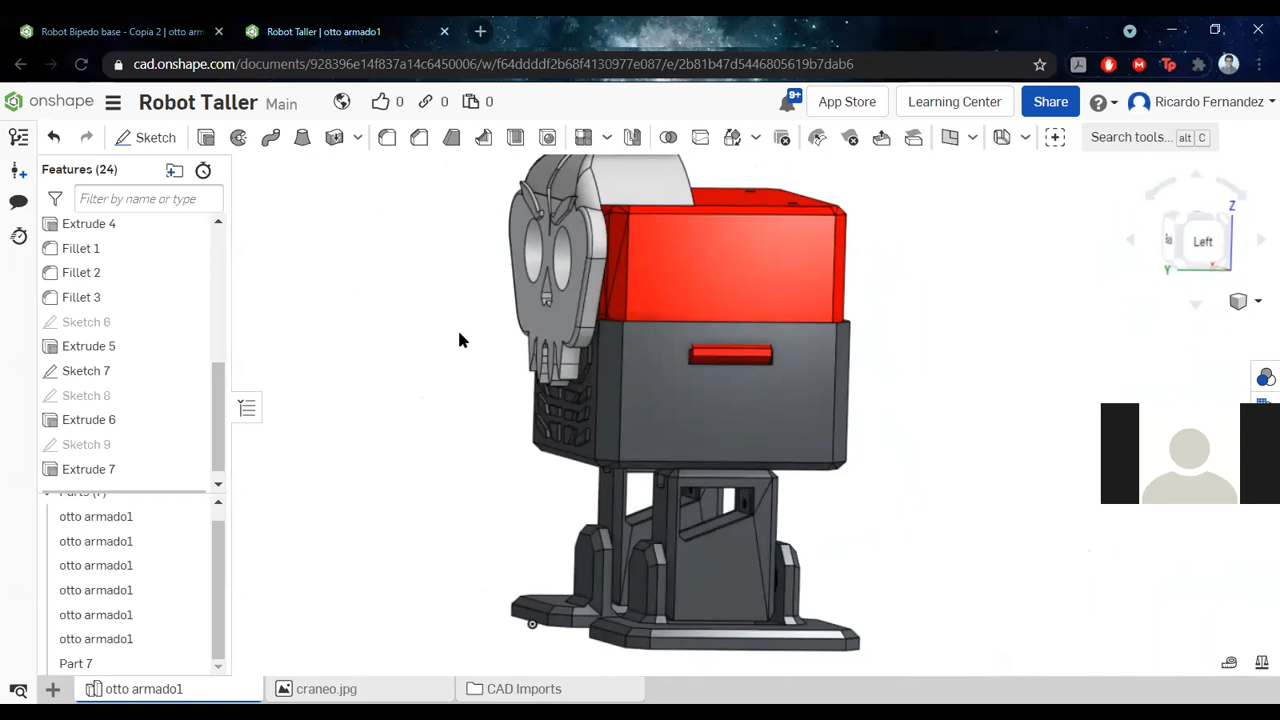 Robot Bipedo base - Copia 2 | otto arm
Robot Taller | otto armado1
cad.onshape.com/documents/928396e14f837a14c6450006/w/f64ddddf2b68f4130977e087/e/2b81b47d5446805619b7dab6
onshape
Robot Taller Main
0
0
0
9+
App Store
Learning Center
Share
Ricardo Fernandez
Sketch
Search tools...
alt
C
Features (24)
Filter by name or type
Extrude 4
Fillet 1
Fillet 2
Fillet 3
Sketch 6
Extrude 5
Sketch 7
Sketch 8
Extrude 6
Sketch 9
Extrude 7
Parts (7)
otto armado1
otto armado1
otto armado1
otto armado1
otto armado1
otto armado1
Part 7
Z
Left
Y
otto armado1
craneo.jpg
CAD Imports